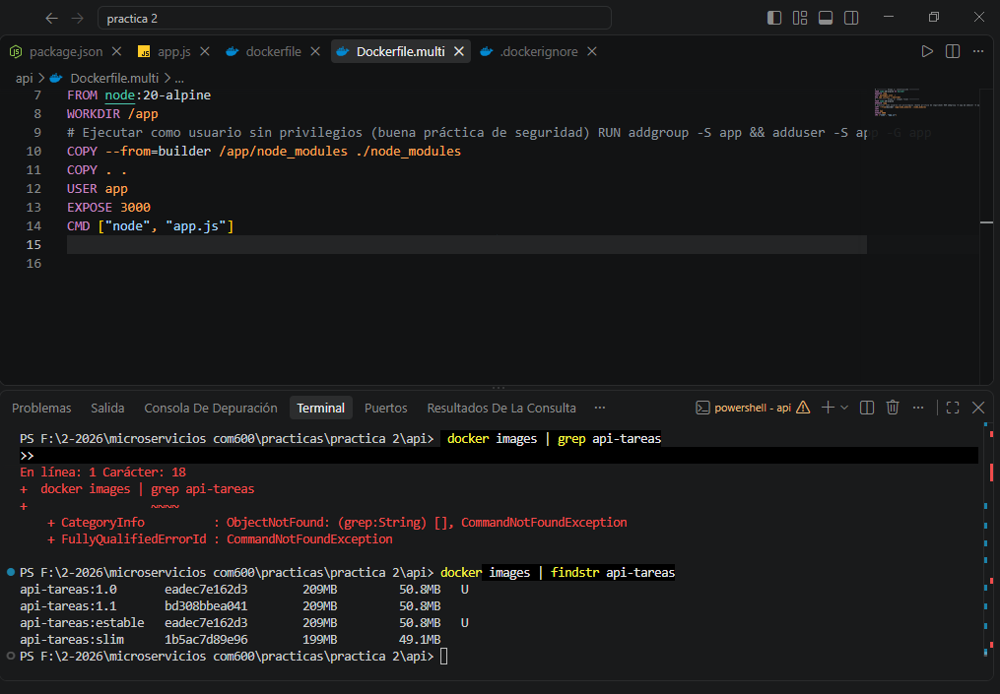 practica 2
package.json
app.js
dockerfile
Dockerfile.multi
.dockerignore
api > Dockerfile.multi > ...
7 FROM node:20-alpine
8 WORKDIR /app
9 # Ejecutar como usuario sin privilegios (buena práctica de seguridad) RUN addgroup -S app && adduser -S app -G app
10 COPY --from=builder /app/node_modules ./node_modules
11 COPY . .
12 USER app
13 EXPOSE 3000
14 CMD ["node", "app.js"]
15
16
Problemas Salida Consola De Depuración Terminal Puertos Resultados De La Consulta ··· powershell - api
PS F:\2-2026\microservicios com600\practicas\practica 2\api> docker images | grep api-tareas
>>
En línea: 1 Carácter: 18
+ docker images | grep api-tareas
+ ~~~~
+ CategoryInfo : ObjectNotFound: (grep:String) [], CommandNotFoundException
+ FullyQualifiedErrorId : CommandNotFoundException
PS F:\2-2026\microservicios com600\practicas\practica 2\api> docker images | findstr api-tareas
api-tareas:1.0 eadec7e162d3 209MB 50.8MB U
api-tareas:1.1 bd308bbea041 209MB 50.8MB
api-tareas:estable eadec7e162d3 209MB 50.8MB U
api-tareas:slim 1b5ac7d89e96 199MB 49.1MB
PS F:\2-2026\microservicios com600\practicas\practica 2\api>